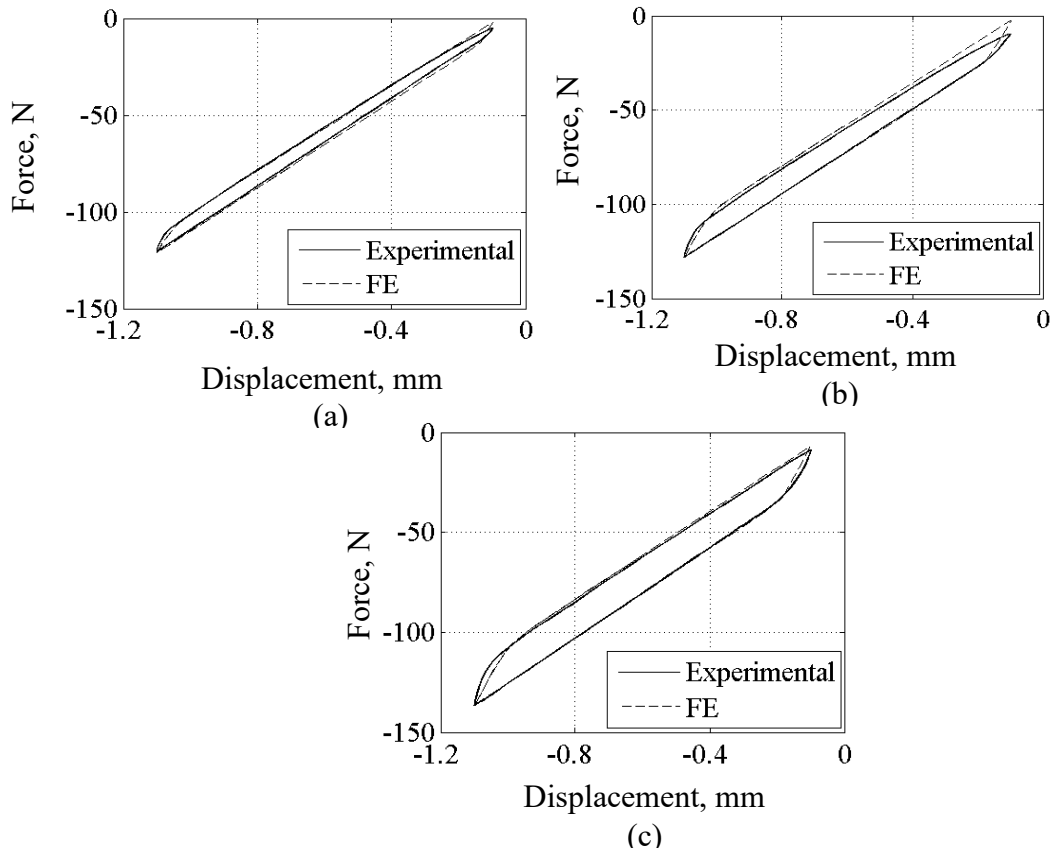 0
-50
-100
-150
Force, N
Experimental
FE
-1.2
-0.8
-0.4
0
Displacement, mm
(a)
0
-50
-100
-150
Force, N
Experimental
FE
-1.2
-0.8
-0.4
0
Displacement, mm
(b)
0
-50
-100
-150
Force, N
Experimental
FE
-1.2
-0.8
-0.4
0
Displacement, mm
(c)